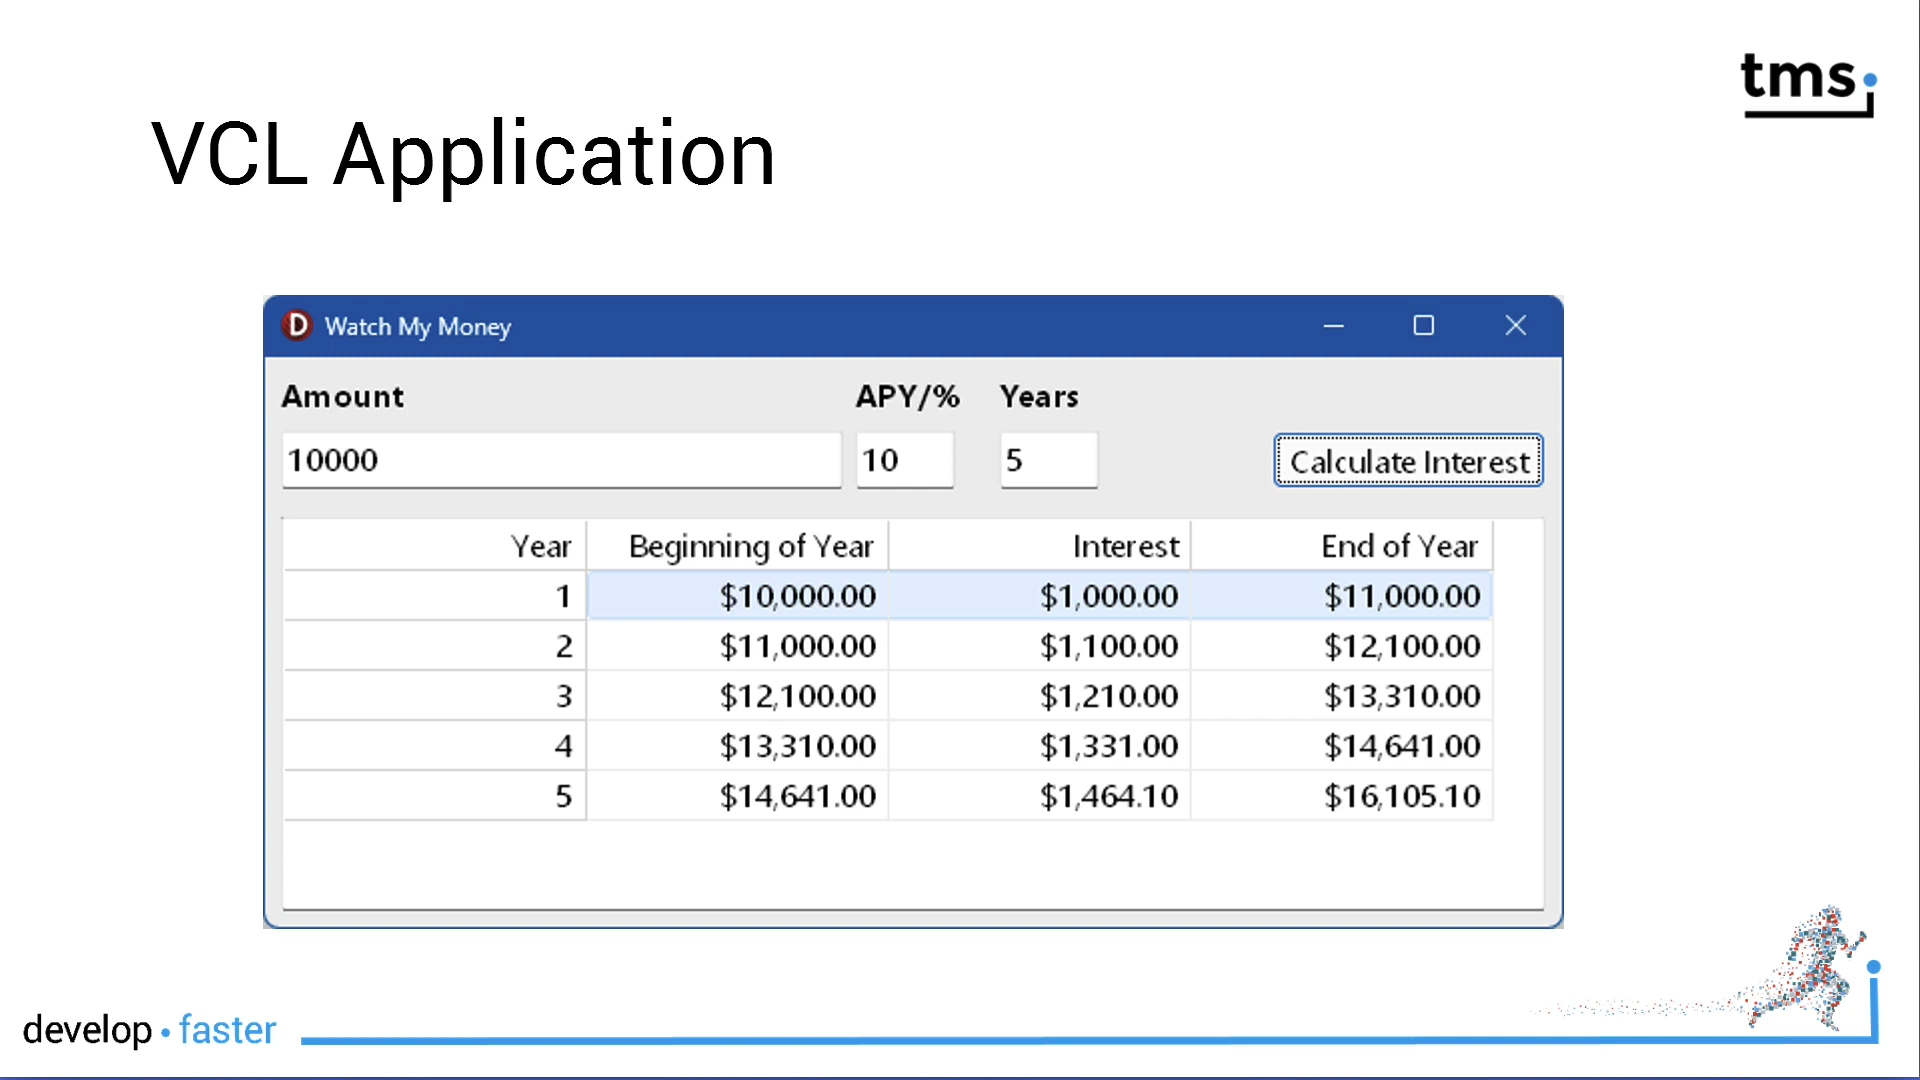 tms
VCL Application
D Watch My Money
Amount APY/% Years
10000 10 5 Calculate Interest
Year Beginning of Year Interest End of Year
1 $10,000.00 $1,000.00 $11,000.00
2 $11,000.00 $1,100.00 $12,100.00
3 $12,100.00 $1,210.00 $13,310.00
4 $13,310.00 $1,331.00 $14,641.00
5 $14,641.00 $1,464.10 $16,105.10
develop • faster